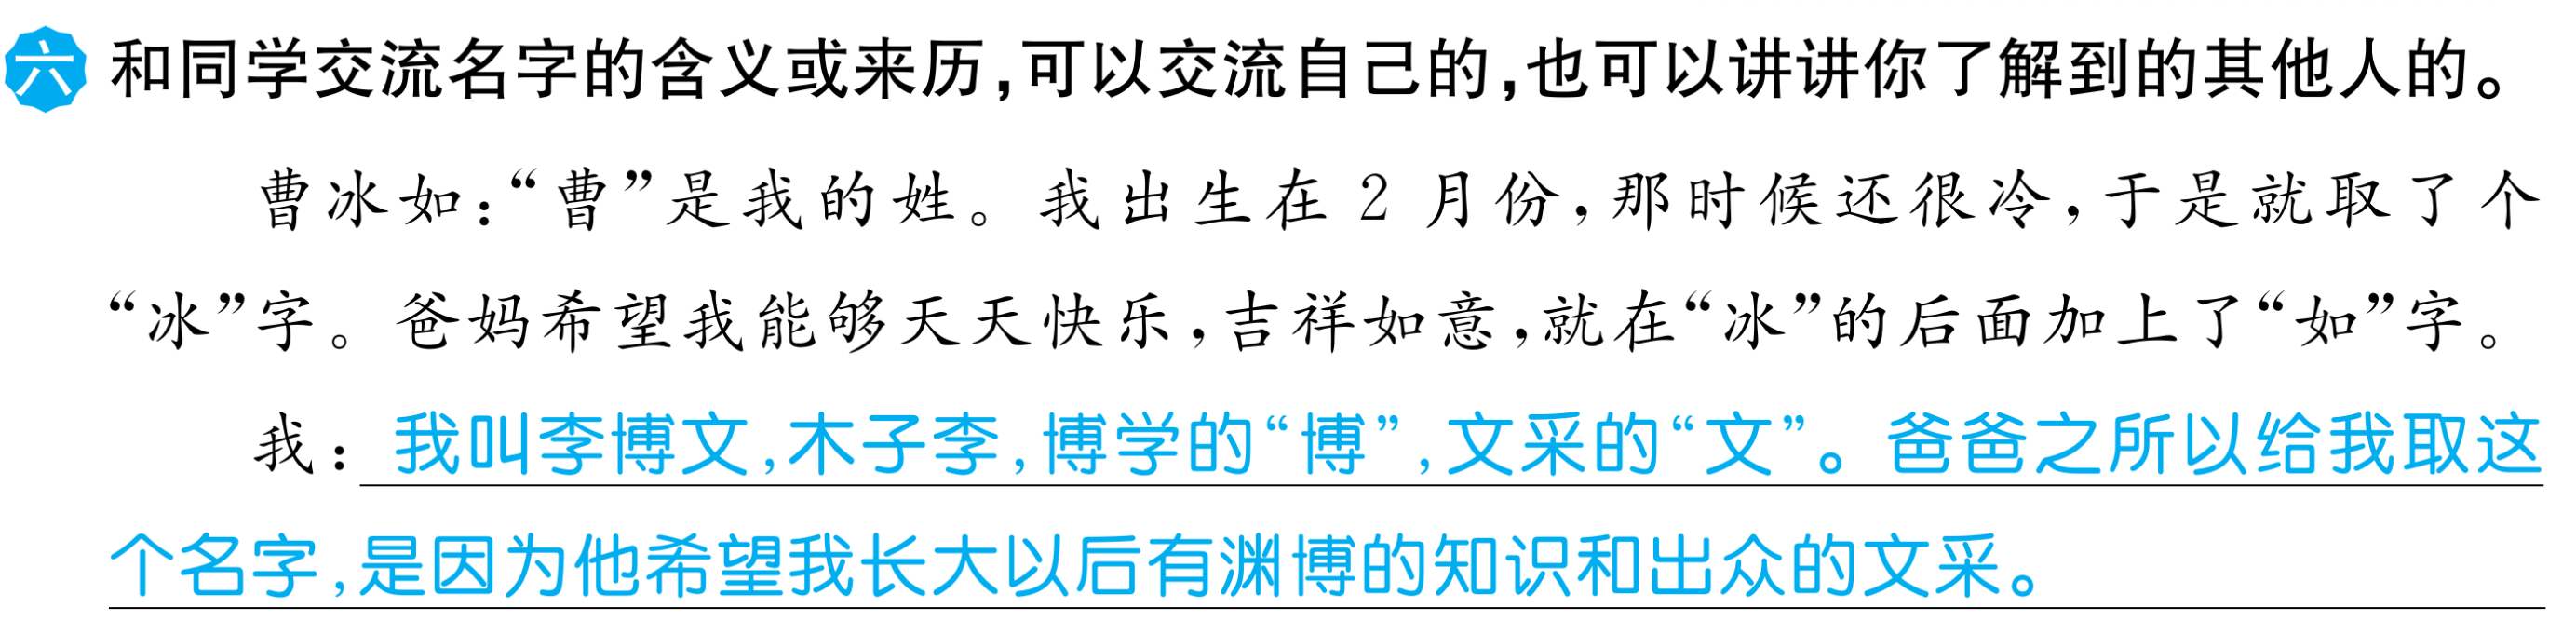 六 和同学交流名字的含义或来历,可以交流自己的,也可以讲讲你了解到的其他人的。
曹冰如:“曹”是我的姓。我出生在 2 月份,那时候还很冷,于是就取了个
“冰”字。爸妈希望我能够天天快乐,吉祥如意,就在“冰”的后面加上了“如”字。
我:我叫李博文,木子李,博学的“博”,文采的“文”。爸爸之所以给我取这
个名字,是因为他希望我长大以后有渊博的知识和出众的文采。